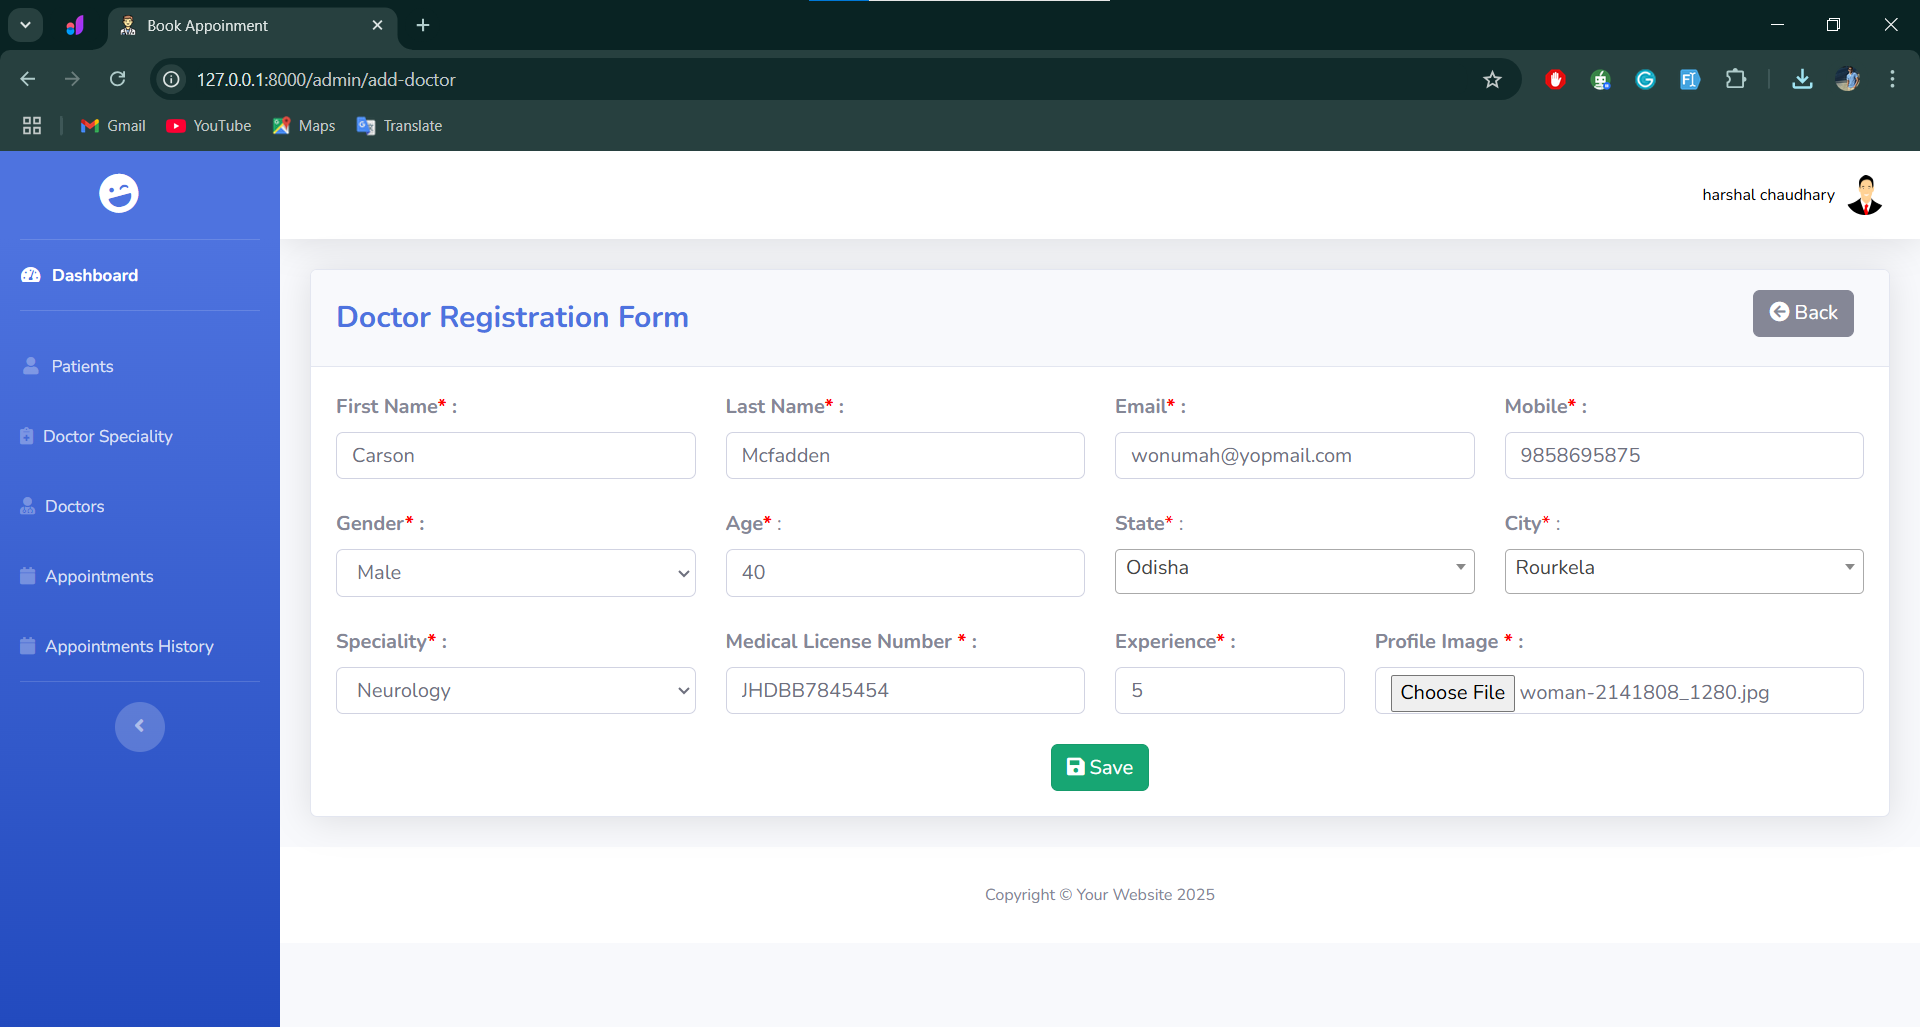 Book Appoinment
127.0.0.1:8000/admin/add-doctor
Gmail YouTube Maps Translate
harshal chaudhary
Dashboard
Patients
Doctor Speciality
Doctors
Appointments
Appointments History
Doctor Registration Form
Back
First Name* : Last Name* : Email* : Mobile* :
Carson Mcfadden wonumah@yopmail.com 9858695875
Gender* : Age* : State* : City* :
Male 40 Odisha Rourkela
Speciality* : Medical License Number * : Experience* : Profile Image * :
Neurology JHDBB7845454 5 Choose File woman-2141808_1280.jpg
Save
Copyright © Your Website 2025